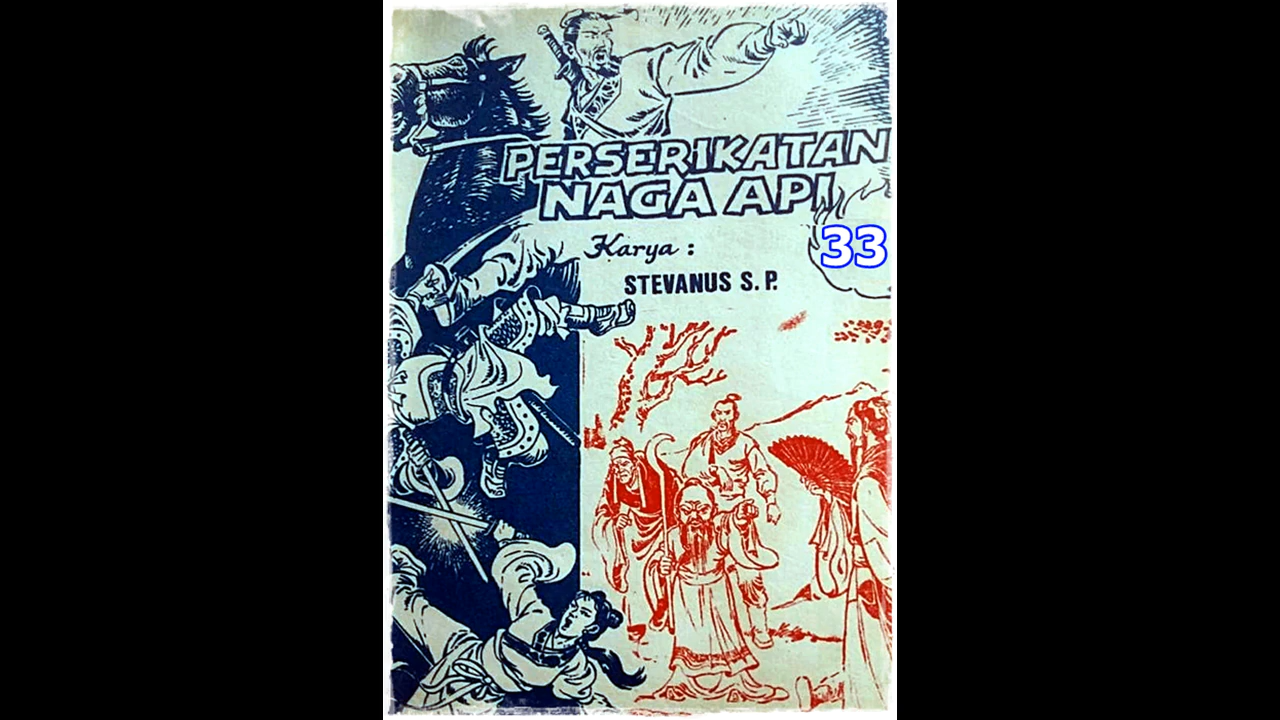 PERSERIKATAN
NAGA API
33
Karya :
STEVANUS S. P.